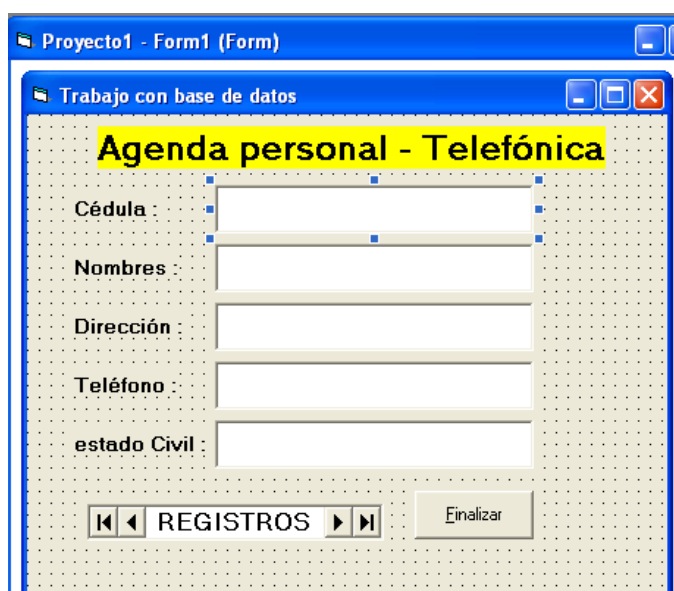 Proyecto1 - Form1 (Form)
Trabajo con base de datos
Agenda personal - Telefónica
Cédula :
Nombres :
Dirección :
Teléfono :
estado Civil :
REGISTROS
Finalizar